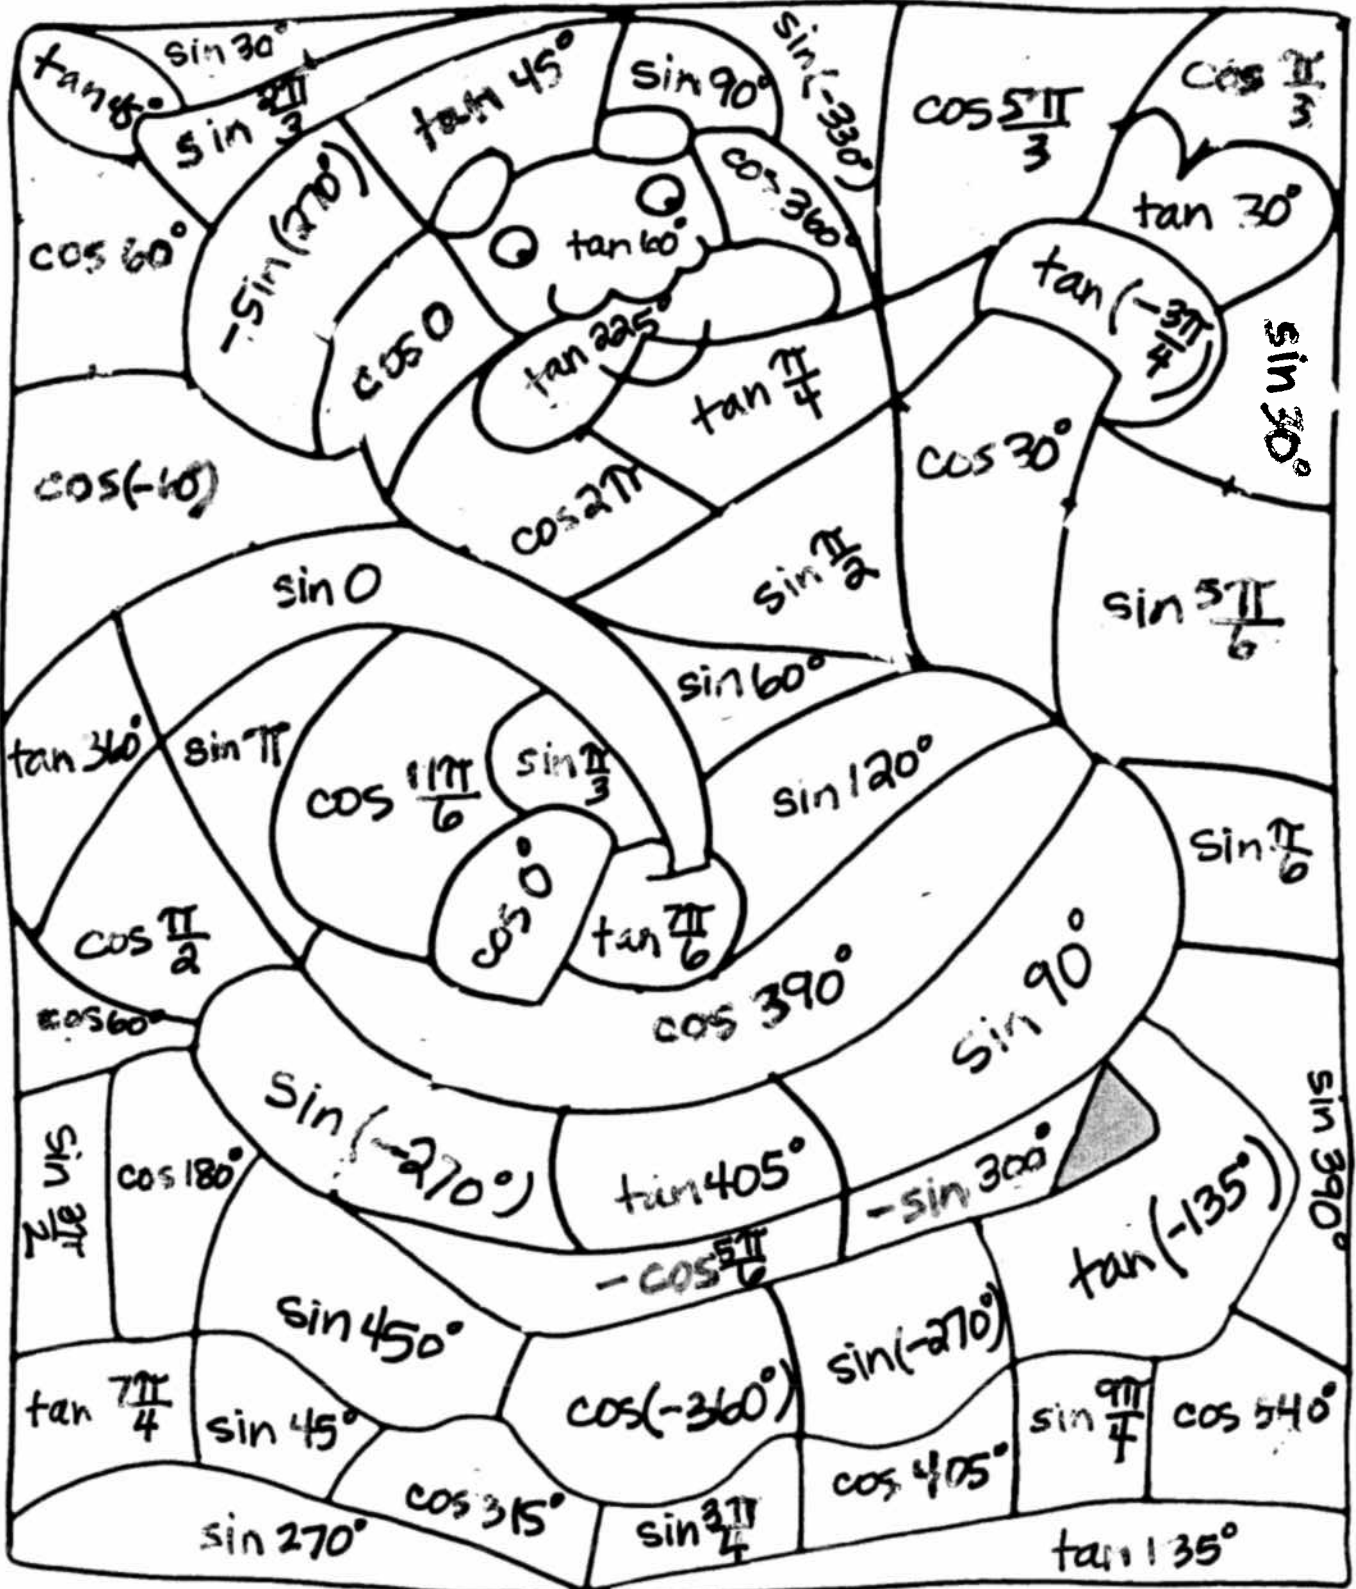 sin 30°
sin 2π/3
tan 45°
sin 90°
sin(-330°)
cos 5π/3
cos π/3
cos 60°
-sin(270°)
cos 360°
tan 60°
tan 30°
tan(-3π/4)
cos 0
tan 225°
tan π/4
sin 30°
cos(-60)
cos 2π
cos 30°
sin 0
sin π/2
sin 5π/6
sin 60°
tan 360°
sin π
cos 11π/6
sin π/3
sin 120°
sin π/6
cos 0°
tan 7π/6
cos π/2
cos 390°
sin 90°
cos 60°
sin(-270°)
tan 405°
-sin 300°
sin 390°
sin 3π/2
cos 180°
tan(-135°)
-cos 5π/6
sin 450°
sin(-270°)
cos(-360°)
tan 7π/4
sin 45°
sin 9π/4
cos 540°
cos 315°
cos 405°
sin 270°
sin 3π/4
tan 135°